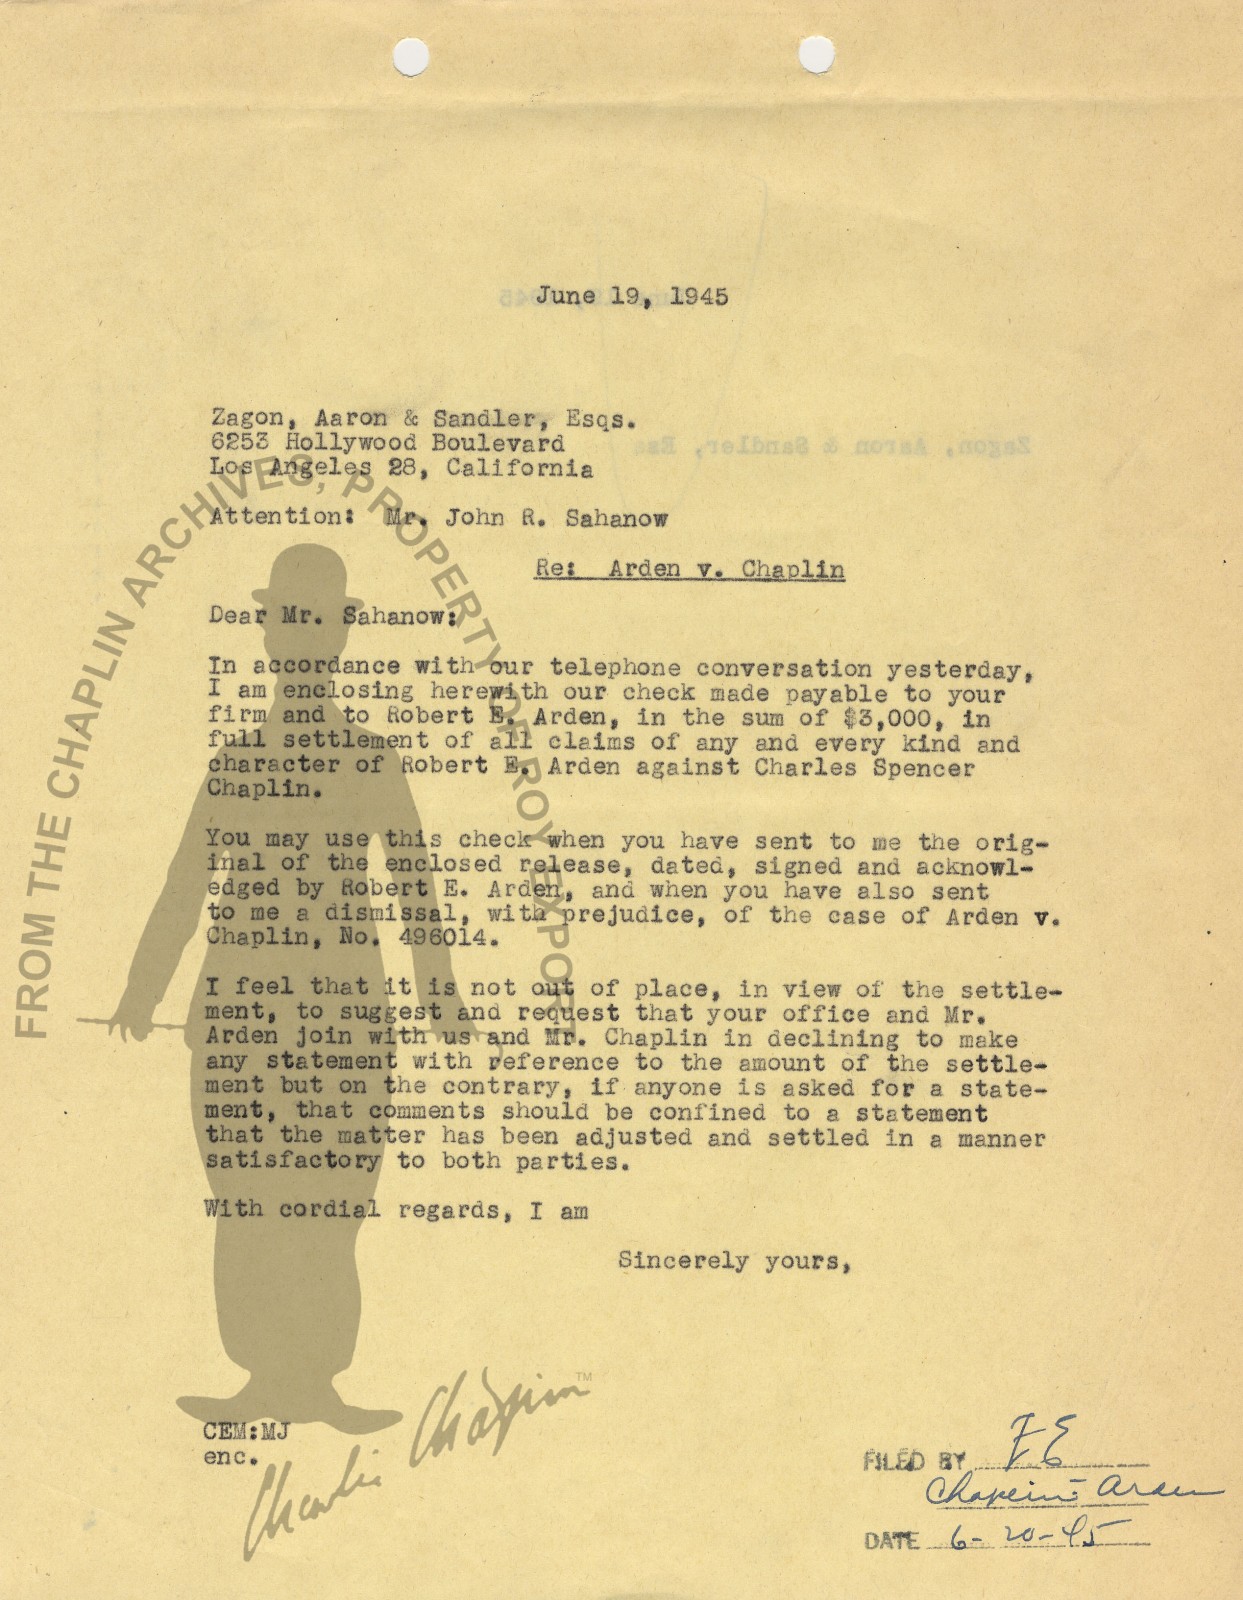 June 19, 1945
Zagon, Aaron & Sandler, Esqs.
6253 Hollywood Boulevard
Los Angeles 28, California
Attention: Mr. John R. Sahanow
Re: Arden v. Chaplin
Dear Mr. Sahanow:
In accordance with our telephone conversation yesterday,
I am enclosing herewith our check made payable to your
firm and to Robert E. Arden, in the sum of $3,000, in
full settlement of all claims of any and every kind and
character of Robert E. Arden against Charles Spencer
Chaplin.
You may use this check when you have sent to me the orig-
inal of the enclosed release, dated, signed and acknowl-
edged by Robert E. Arden, and when you have also sent
to me a dismissal, with prejudice, of the case of Arden v.
Chaplin, No. 496014.
I feel that it is not out of place, in view of the settle-
ment, to suggest and request that your office and Mr.
Arden join with us and Mr. Chaplin in declining to make
any statement with reference to the amount of the settle-
ment but on the contrary, if anyone is asked for a state-
ment, that comments should be confined to a statement
that the matter has been adjusted and settled in a manner
satisfactory to both parties.
With cordial regards, I am
Sincerely yours,
CEM:MJ
enc.
FILED BY FE
Chaplin - Arden
DATE 6-20-45
FROM THE CHAPLIN ARCHIVES, PROPERTY OF ROY EXPORT
Charlie Chaplin™